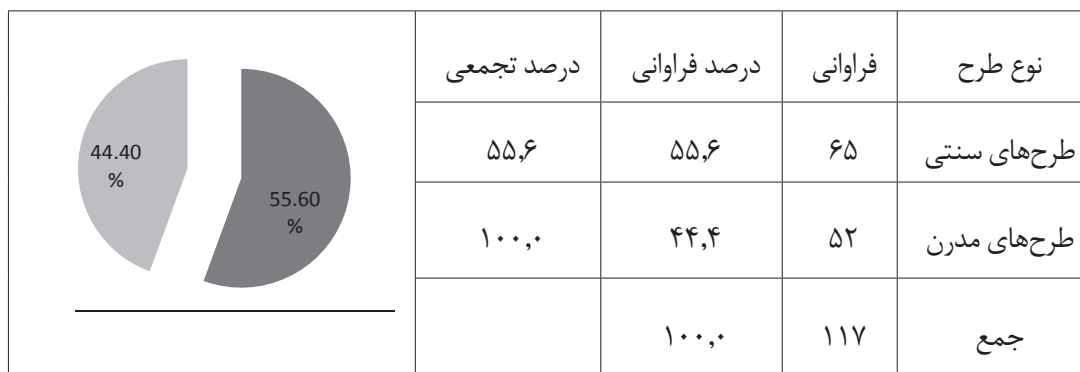 نوع طرح فراوانی درصد فراوانی درصد تجمعی
طرح‌های سنتی ۶۵ ۵۵٫۶ ۵۵٫۶
طرح‌های مدرن ۵۲ ۴۴٫۴ ۱۰۰٫۰
جمع ۱۱۷ ۱۰۰٫۰
44.40
%
55.60
%